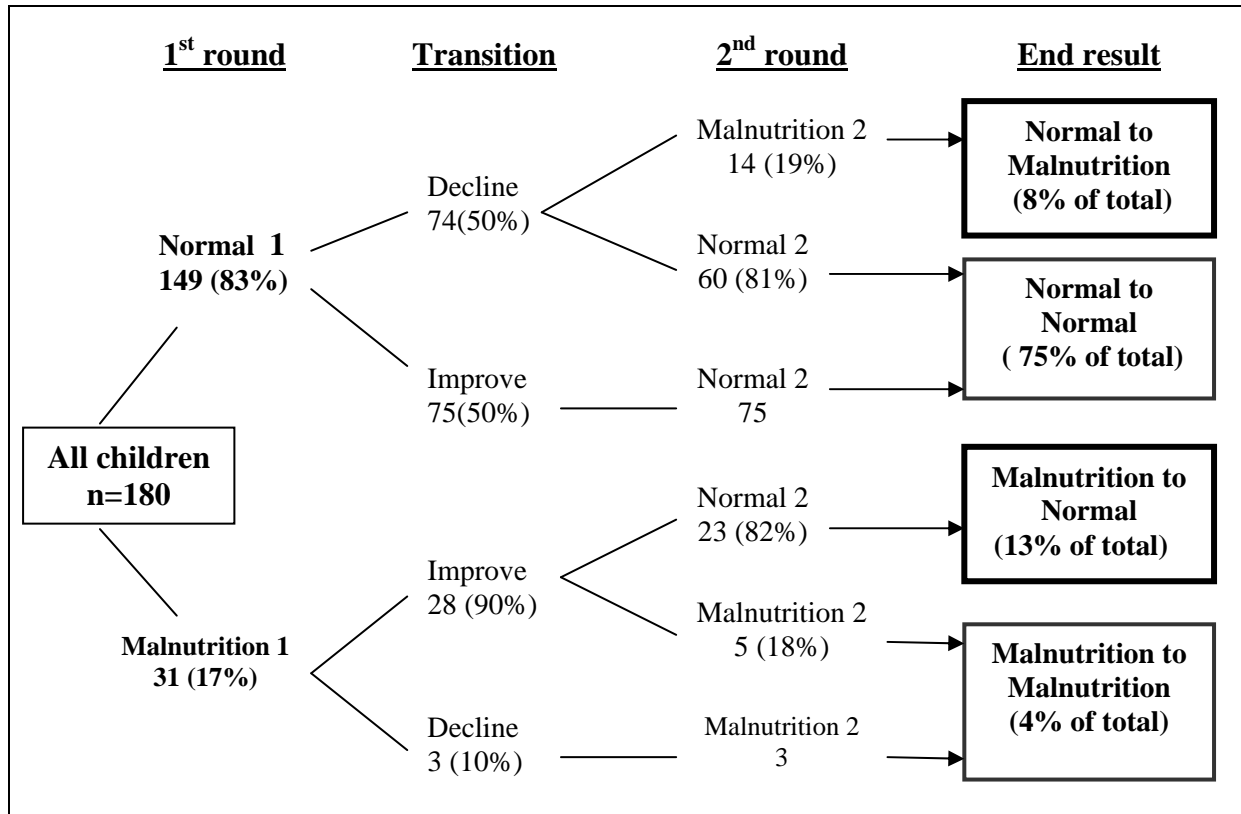 1st round
Transition
2nd round
End result
Malnutrition 2
14 (19%)
Normal to
Malnutrition
(8% of total)
Decline
74(50%)
Normal 1
149 (83%)
Normal 2
60 (81%)
Normal to
Normal
( 75% of total)
Improve
75(50%)
Normal 2
75
All children
n=180
Normal 2
23 (82%)
Malnutrition to
Normal
(13% of total)
Improve
28 (90%)
Malnutrition 1
31 (17%)
Malnutrition 2
5 (18%)
Malnutrition to
Malnutrition
(4% of total)
Decline
3 (10%)
Malnutrition 2
3